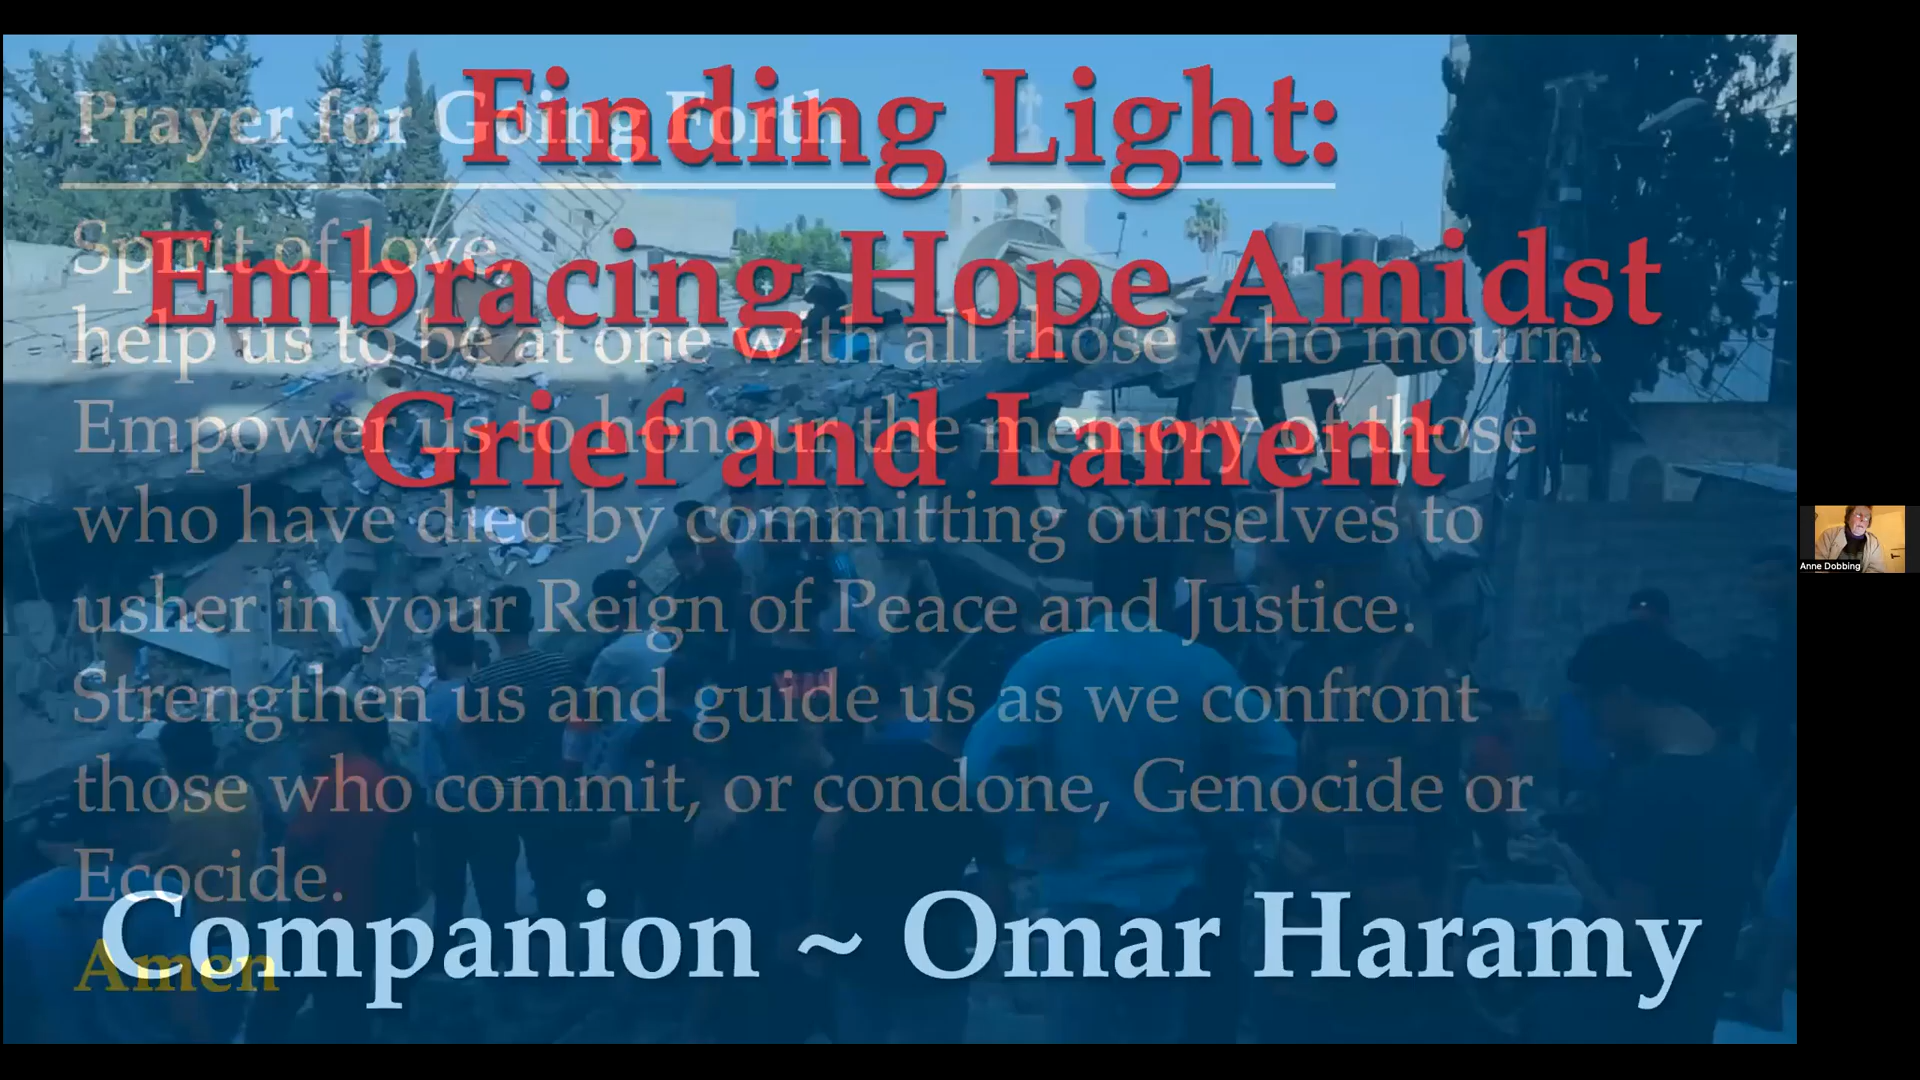 Finding Light:
Embracing Hope Amidst
Grief and Lament
Companion ~ Omar Haramy
Prayer for Going Forth
Spirit of love,
help us to be at one with all those who mourn.
Empower us to honour the memory of those
who have died by committing ourselves to
usher in your Reign of Peace and Justice.
Strengthen us and guide us as we confront
those who commit, or condone, Genocide or
Ecocide.
Amen
Anne Dobbing